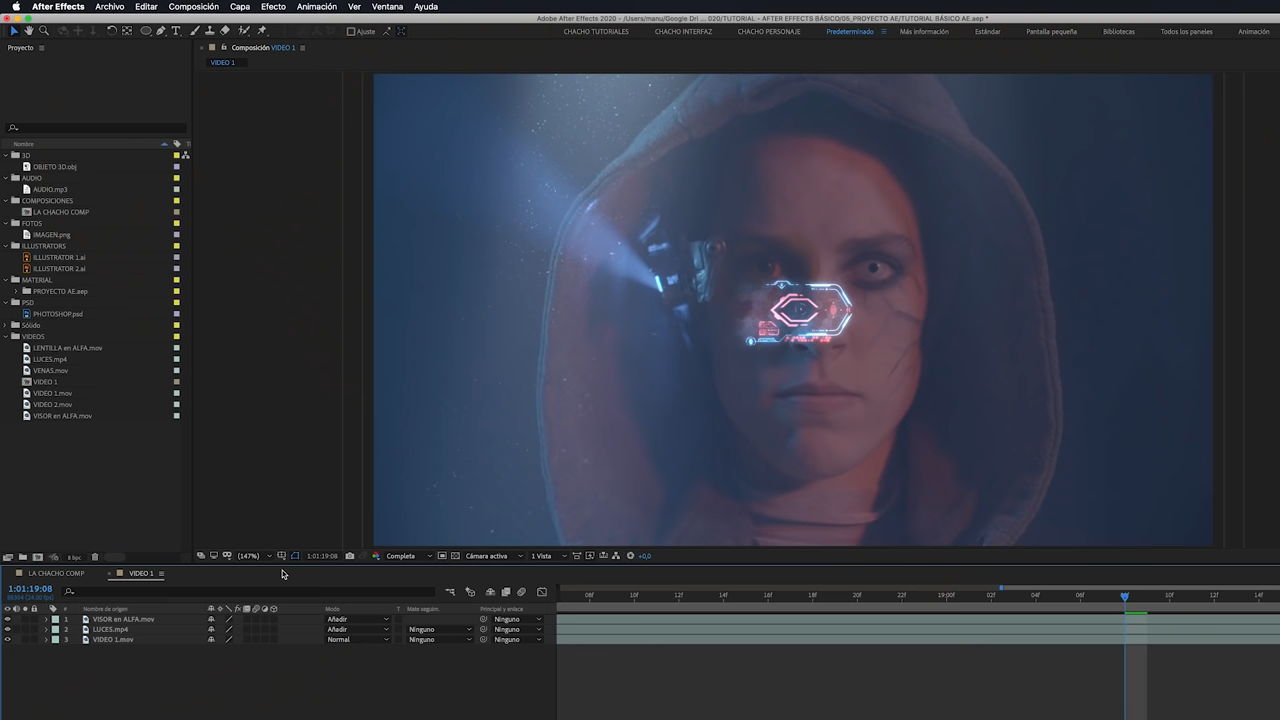 After Effects Archivo Editar Composición Capa Efecto Animación Ver Ventana Ayuda
Adobe After Effects 2020 - /Users/manu/Google Dri ... 020/TUTORIAL - AFTER EFFECTS BÁSICO/05_PROYECTO AE/TUTORIAL BÁSICO AE.aep *
Ajuste CHACHO TUTORIALES CHACHO INTERFAZ CHACHO PERSONAJE Predeterminado Más información Estándar Pantalla pequeña Bibliotecas Todos los paneles Animación
Proyecto
Composición VIDEO 1
VIDEO 1
Nombre
3D
OBJETO 3D.obj
AUDIO
AUDIO.mp3
COMPOSICIONES
LA CHACHO COMP
FOTOS
IMAGEN.png
ILLUSTRATORS
ILLUSTRATOR 1.ai
ILLUSTRATOR 2.ai
MATERIAL
PROYECTO AE.aep
PSD
PHOTOSHOP.psd
Sólido
VIDEOS
LENTILLA en ALFA.mov
LUCES.mp4
VENAS.mov
VIDEO 1
VIDEO 1.mov
VIDEO 2.mov
VISOR en ALFA.mov
8 bpc
(147%) 1:01:19:08 Completa Cámara activa 1 Vista +0,0
LA CHACHO COMP VIDEO 1
1:01:19:08
08f 10f 12f 14f 16f 18f 20f 22f 19:00f 02f 04f 06f 10f 12f 14f
# Nombre de origen fx Modo T Mate seguim. Principal y enlace
1 VISOR en ALFA.mov Añadir Ninguno
2 LUCES.mp4 Añadir Ninguno Ninguno
3 VIDEO 1.mov Normal Ninguno Ninguno